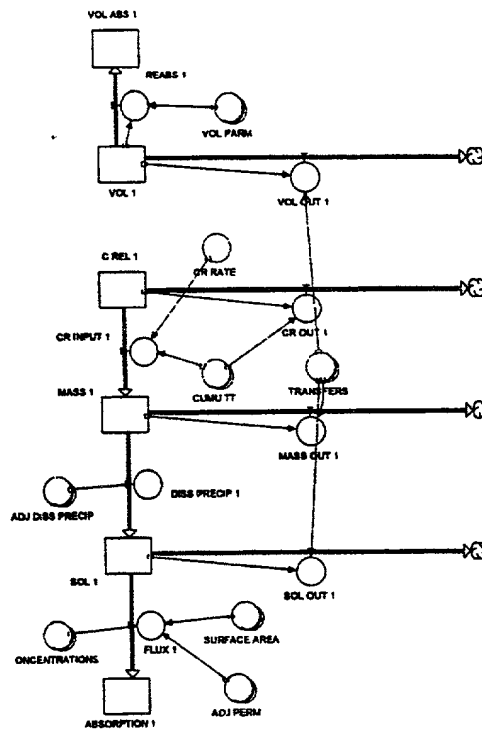 VOL ABS 1
REABS 1
VOL PARM
VOL 1
VOL OUT 1
C REL 1
CR RATE
CR INPUT 1
CR OUT 1
CUMU TT
TRANSFERS
MASS 1
MASS OUT 1
ADJ DISS PRECIP
DISS PRECIP 1
SOL 1
SOL OUT 1
ONCENTRATIONS
FLUX 1
SURFACE AREA
ADJ PERM
ABSORPTION 1